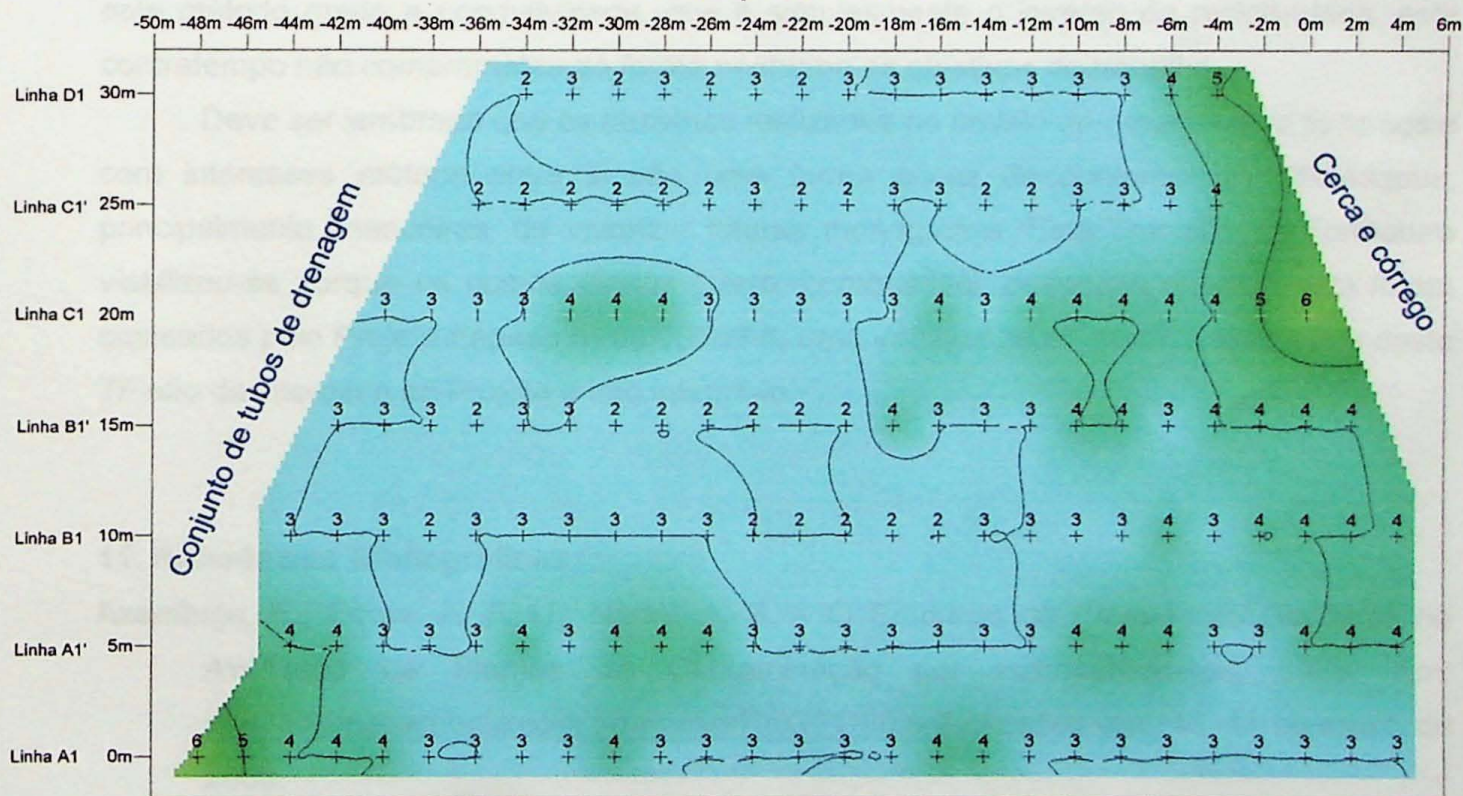 -50m -48m -46m -44m -42m -40m -38m -36m -34m -32m -30m -28m -26m -24m -22m -20m -18m -16m -14m -12m -10m -8m -6m -4m -2m 0m 2m 4m 6m
Linha D1 30m 2 3 2 3 3 2 3 2 3 3 3 3 3 3 4 5
Linha C1' 25m 2 2 2 2 2 2 3 2 2 2 3 3 3 3 3 3 4
Linha C1 20m 3 3 3 3 4 4 4 3 3 3 3 3 4 3 4 4 4 4 4 5 6
Linha B1' 15m 3 3 3 3 3 2 2 2 2 2 2 2 4 3 3 3 4 4 3 4 4 4 4
Linha B1 10m 3 3 3 2 3 3 3 3 3 3 2 2 2 2 2 3 3 3 3 4 4 4 4 4 4
Linha A1' 5m 4 4 3 3 3 4 3 4 4 4 3 3 3 3 3 3 3 4 4 4 3 3 4 4 4
Linha A1 0m 6 5 4 4 4 3 3 3 3 4 3 3 3 3 3 3 4 4 3 3 3 3 3 3 3 3 3
Conjunto de tubos de drenagem
Cerca e córrego